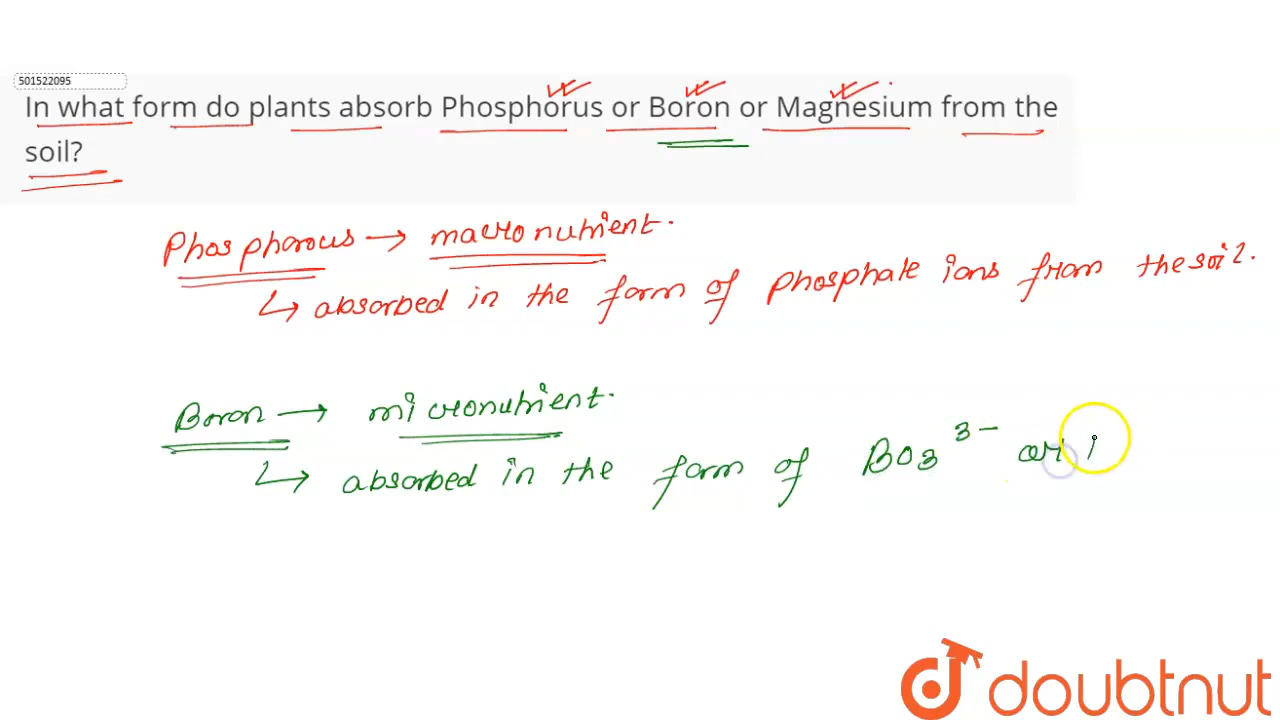 501522095
In what form do plants absorb Phosphorus or Boron or Magnesium from the
soil?
Phosphorous → macronutrient.
↳ absorbed in the form of phosphate ions from the soil.
Boron → micronutrient.
↳ absorbed in the form of BO3 3- or
doubtnut